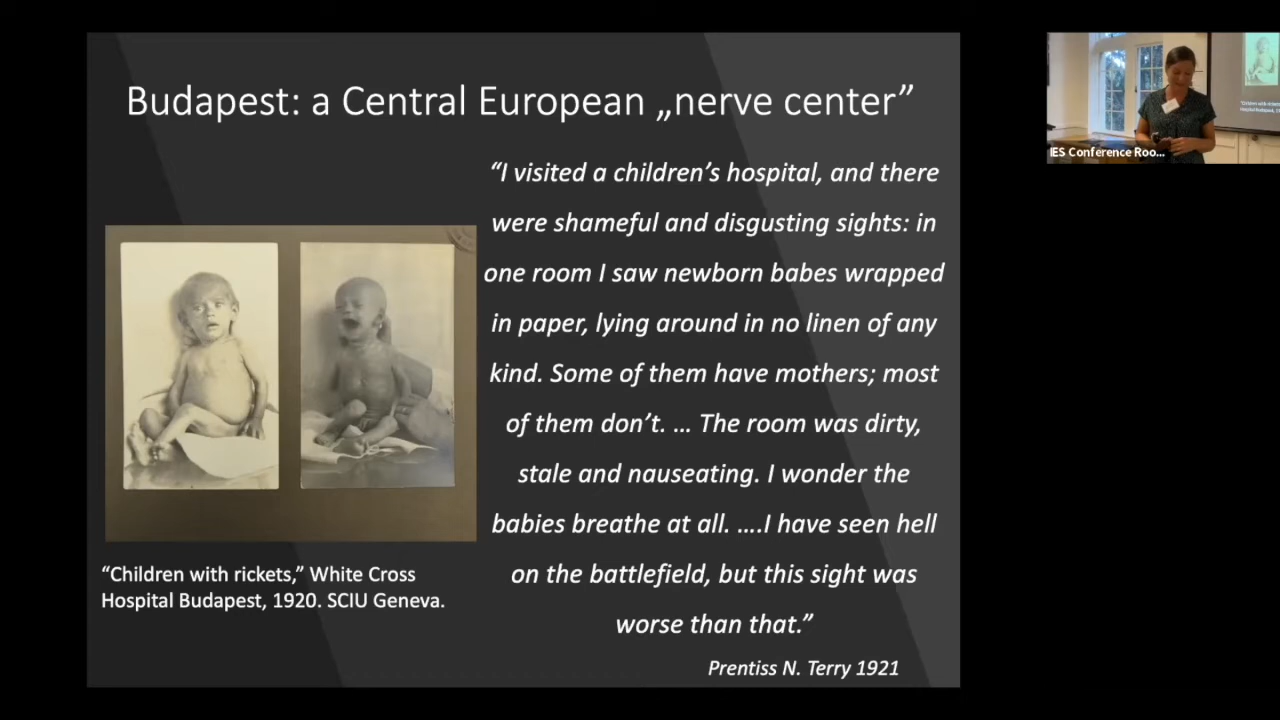 Budapest: a Central European „nerve center”
“I visited a children’s hospital, and there
were shameful and disgusting sights: in
one room I saw newborn babes wrapped
in paper, lying around in no linen of any
kind. Some of them have mothers; most
of them don’t. … The room was dirty,
stale and nauseating. I wonder the
babies breathe at all. ….I have seen hell
on the battlefield, but this sight was
worse than that.”
Prentiss N. Terry 1921
“Children with rickets,” White Cross
Hospital Budapest, 1920. SCIU Geneva.
IES Conference Roo...